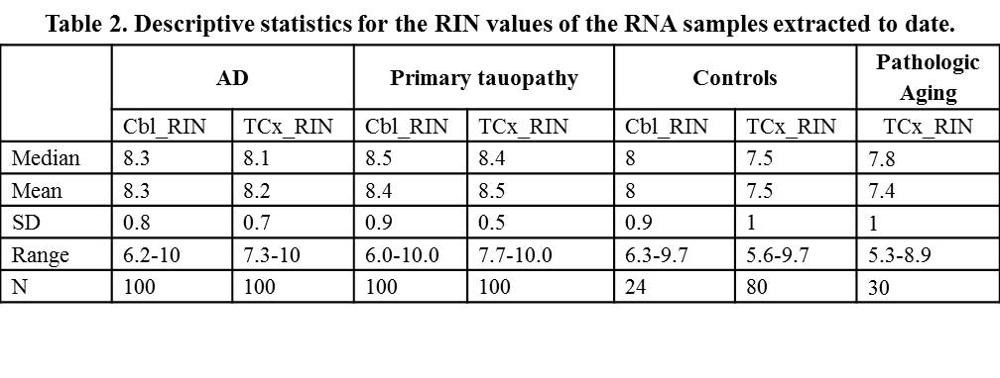 Table 2. Descriptive statistics for the RIN values of the RNA samples extracted to date.
AD Primary tauopathy Controls Pathologic Aging
Cbl_RIN TCx_RIN Cbl_RIN TCx_RIN Cbl_RIN TCx_RIN TCx_RIN
Median 8.3 8.1 8.5 8.4 8 7.5 7.8
Mean 8.3 8.2 8.4 8.5 8 7.5 7.4
SD 0.8 0.7 0.9 0.5 0.9 1 1
Range 6.2-10 7.3-10 6.0-10.0 7.7-10.0 6.3-9.7 5.6-9.7 5.3-8.9
N 100 100 100 100 24 80 30